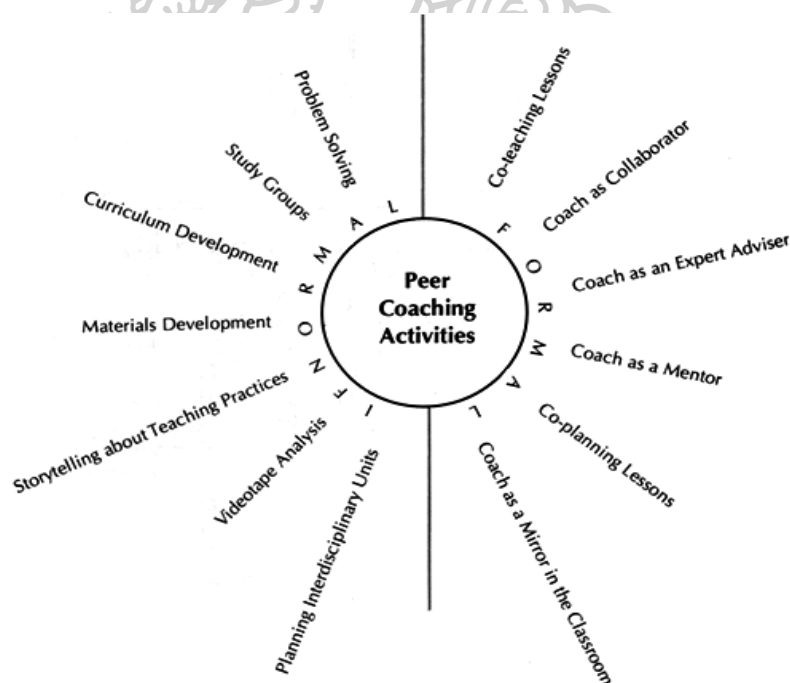 Peer
Coaching
Activities
INFORMAL
Problem Solving
Study Groups
Curriculum Development
Materials Development
Storytelling about Teaching Practices
Videotape Analysis
Planning Interdisciplinary Units
FORMAL
Co-teaching Lessons
Coach as Collaborator
Coach as an Expert Adviser
Coach as a Mentor
Co-planning Lessons
Coach as a Mirror in the Classroom